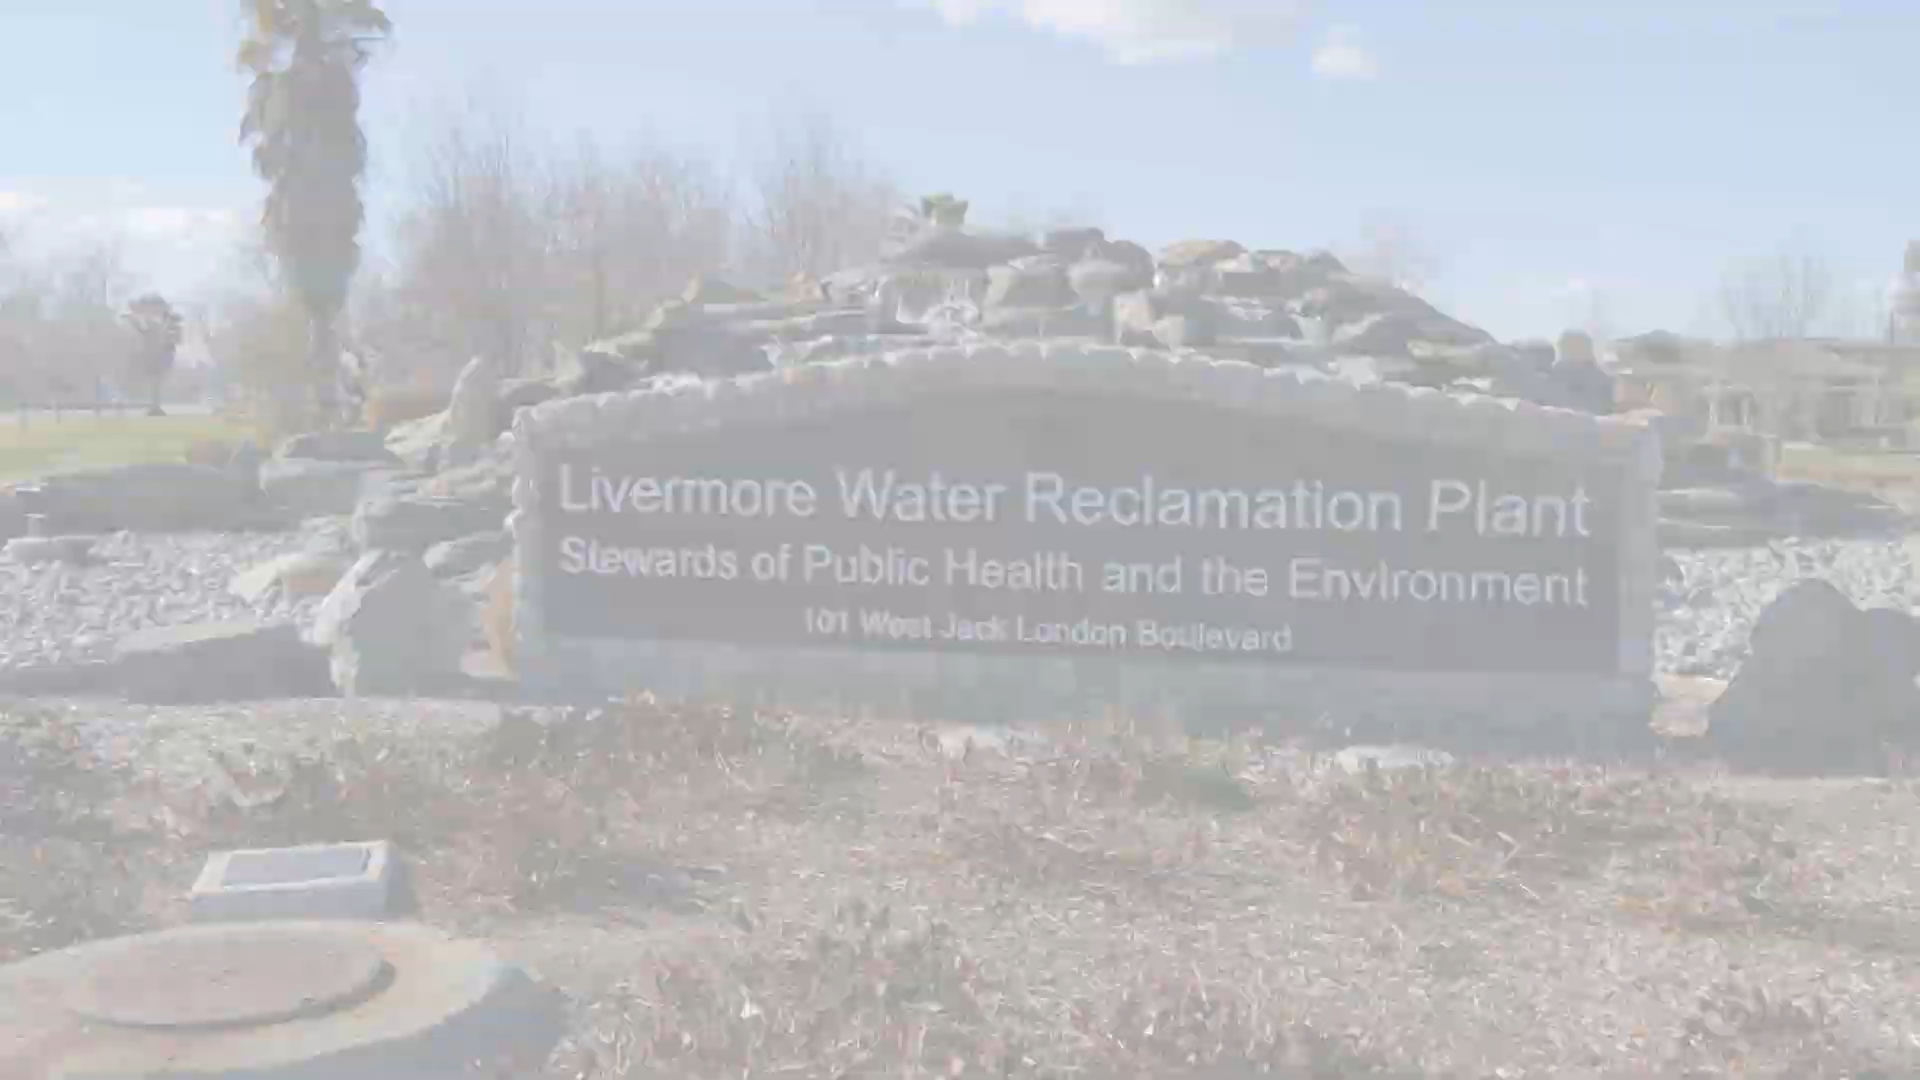 Livermore Water Reclamation Plant
Stewards of Public Health and the Environment
101 West Jack London Boulevard